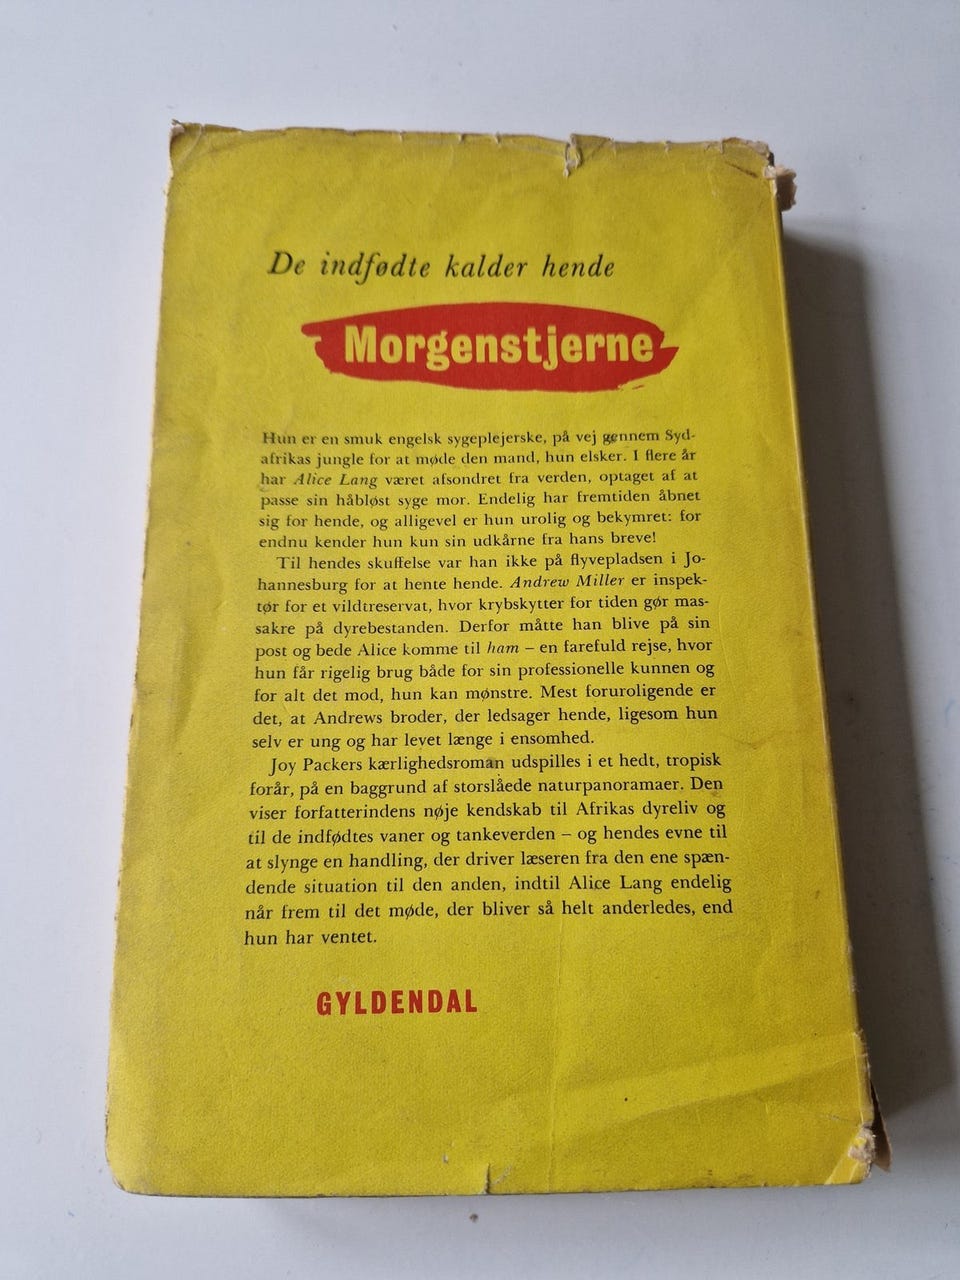 De indfødte kalder hende
Morgenstjerne
Hun er en smuk engelsk sygeplejerske, på vej gennem Syd-
afrikas jungle for at møde den mand, hun elsker. I flere år
har Alice Lang været afsondret fra verden, optaget af at
passe sin håbløst syge mor. Endelig har fremtiden åbnet
sig for hende, og alligevel er hun urolig og bekymret: for
endnu kender hun kun sin udkårne fra hans breve!
Til hendes skuffelse var han ikke på flyvepladsen i Jo-
hannesburg for at hente hende. Andrew Miller er inspek-
tør for et vildtreservat, hvor krybskytter for tiden gør mas-
sakre på dyrebestanden. Derfor måtte han blive på sin
post og bede Alice komme til ham – en farefuld rejse, hvor
hun får rigelig brug både for sin professionelle kunnen og
for alt det mod, hun kan mønstre. Mest foruroligende er
det, at Andrews broder, der ledsager hende, ligesom hun
selv er ung og har levet længe i ensomhed.
Joy Packers kærlighedsroman udspilles i et hedt, tropisk
forår, på en baggrund af storslåede naturpanoramaer. Den
viser forfatterindens nøje kendskab til Afrikas dyreliv og
til de indfødtes vaner og tankeverden – og hendes evne til
at slynge en handling, der driver læseren fra den ene spæn-
dende situation til den anden, indtil Alice Lang endelig
når frem til det møde, der bliver så helt anderledes, end
hun har ventet.
GYLDENDAL